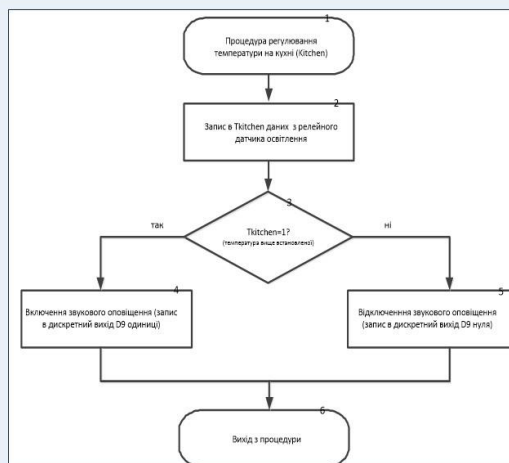 1
Процедура регулювання
температури на кухні (Kitchen)
2
Запис в Tkitchen даних з релейного
датчика освітлення
3
Tkitchen=1?
(температура вище встановленої)
так
ні
4
Включення звукового оповіщення (запис
в дискретний вихід D9 одиниці)
5
Відключенння звукового оповіщення
(запис в дискретний вихід D9 нуля)
6
Вихід з процедури